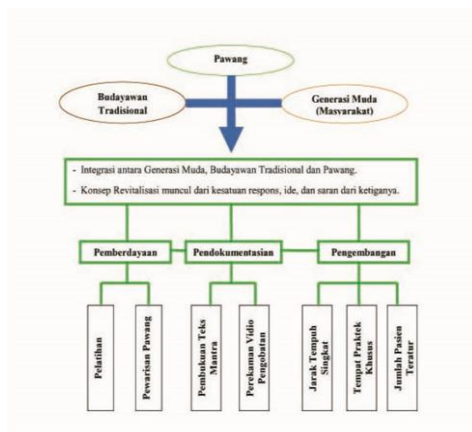 Pawang
Budayawan
Tradisional
Generasi Muda
(Masyarakat)
- Integrasi antara Generasi Muda, Budayawan Tradisional dan Pawang.
- Konsep Revitalisasi muncul dari kesatuan respons, ide, dan saran dari ketiganya.
Pemberdayaan
Pendokumentasian
Pengembangan
Pelatihan
Pewarisan Pawang
Pembukuan Teks
Mantra
Perekaman Vidio
Pengobatan
Jarak Tempuh
Singkat
Tempat Praktek
Khusus
Jumlah Pasien
Teratur